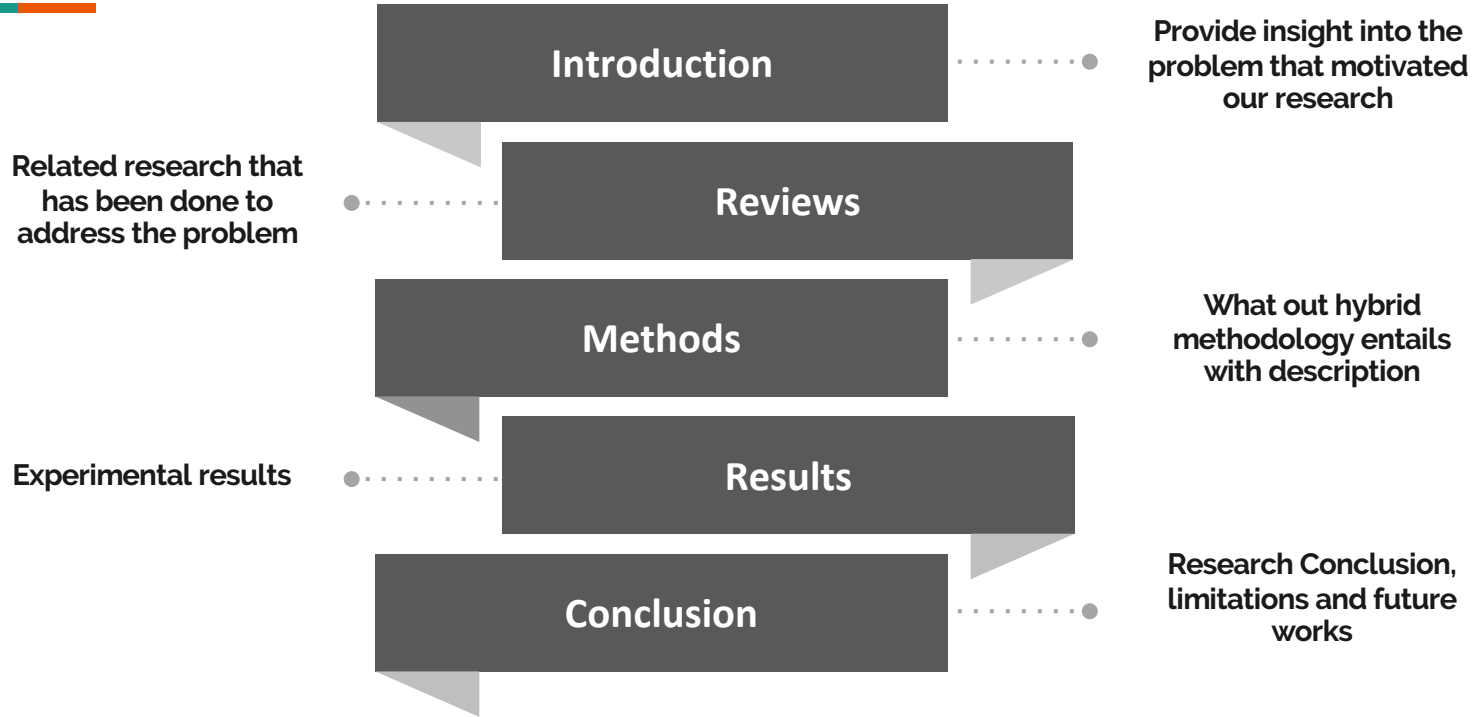 Introduction
Provide insight into the
problem that motivated
our research
Related research that
has been done to
address the problem
Reviews
Methods
What out hybrid
methodology entails
with description
Experimental results
Results
Conclusion
Research Conclusion,
limitations and future
works